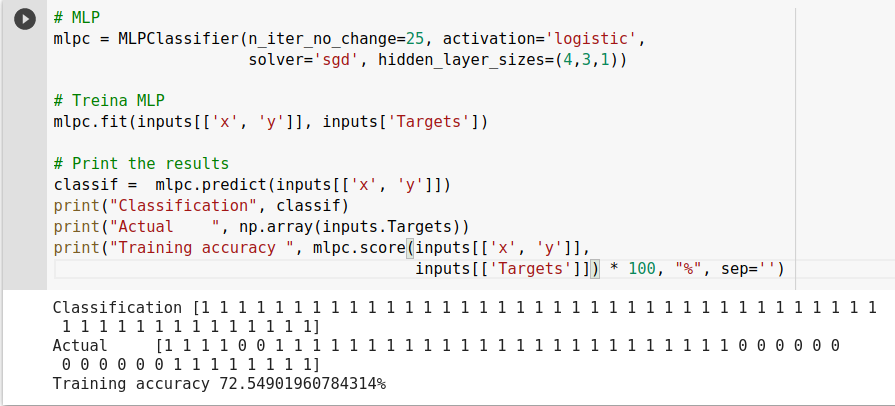 # MLP
mlpc = MLPClassifier(n_iter_no_change=25, activation='logistic',
                     solver='sgd', hidden_layer_sizes=(4,3,1))
# Treina MLP
mlpc.fit(inputs[['x', 'y']], inputs['Targets'])
# Print the results
classif =  mlpc.predict(inputs[['x', 'y']])
print("Classification", classif)
print("Actual    ", np.array(inputs.Targets))
print("Training accuracy ", mlpc.score(inputs[['x', 'y']],
                                       inputs[['Targets']]) * 100, "%", sep='')
Classification [1 1 1 1 1 1 1 1 1 1 1 1 1 1 1 1 1 1 1 1 1 1 1 1 1 1 1 1 1 1 1 1 1 1 1 1 1
 1 1 1 1 1 1 1 1 1 1 1 1 1 1]
Actual     [1 1 1 1 0 0 1 1 1 1 1 1 1 1 1 1 1 1 1 1 1 1 1 1 1 1 1 1 1 1 1 0 0 0 0 0 0
 0 0 0 0 0 0 1 1 1 1 1 1 1 1]
Training accuracy 72.54901960784314%